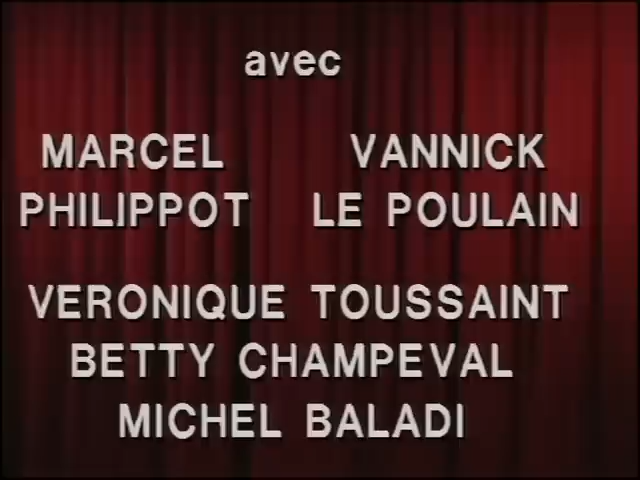 avec
MARCEL VANNICK
PHILIPPOT LE POULAIN
VERONIQUE TOUSSAINT
BETTY CHAMPEVAL
MICHEL BALADI